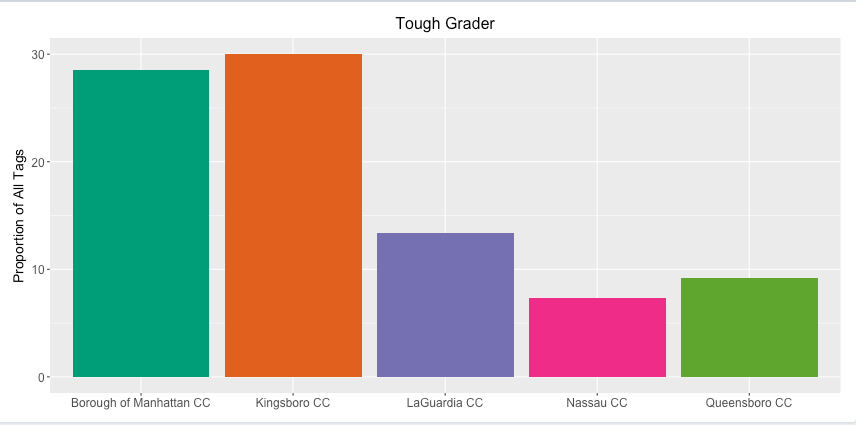 Tough Grader
Proportion of All Tags
30
20
10
0
Borough of Manhattan CC
Kingsboro CC
LaGuardia CC
Nassau CC
Queensboro CC